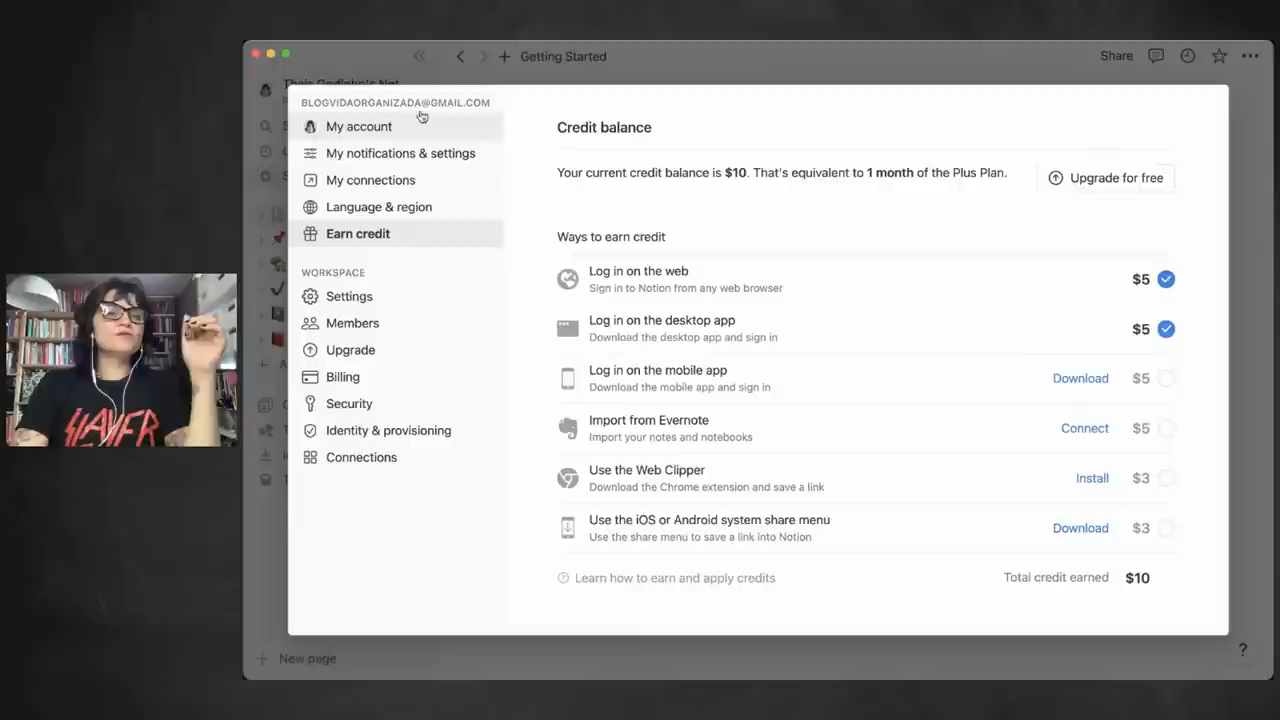 Getting Started
Share
BLOGVIDAORGANIZADA@GMAIL.COM
My account
My notifications & settings
My connections
Language & region
Earn credit
WORKSPACE
Settings
Members
Upgrade
Billing
Security
Identity & provisioning
Connections
Credit balance
Your current credit balance is $10. That's equivalent to 1 month of the Plus Plan.
Upgrade for free
Ways to earn credit
Log in on the web
Sign in to Notion from any web browser
$5
Log in on the desktop app
Download the desktop app and sign in
$5
Log in on the mobile app
Download the mobile app and sign in
Download $5
Import from Evernote
Import your notes and notebooks
Connect $5
Use the Web Clipper
Download the Chrome extension and save a link
Install $3
Use the iOS or Android system share menu
Use the share menu to save a link into Notion
Download $3
Learn how to earn and apply credits
Total credit earned $10
New page
?
SLAYER